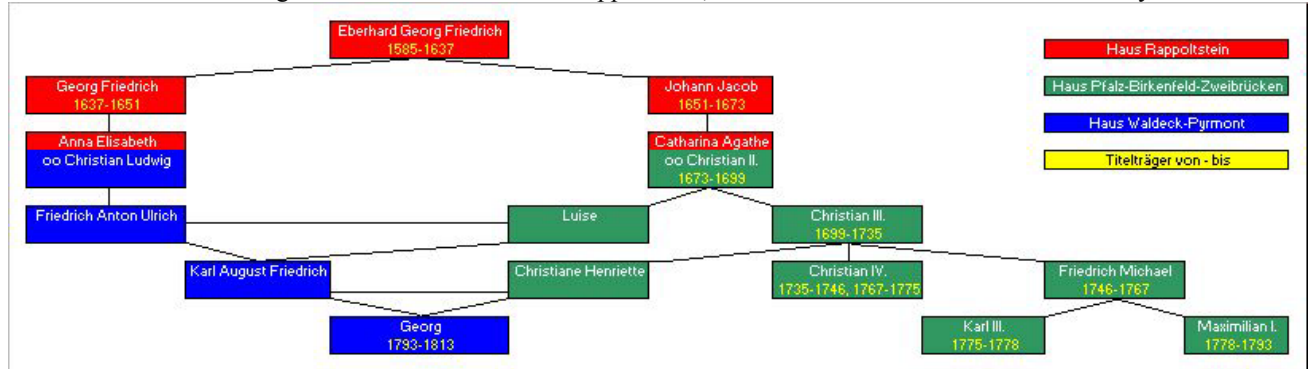 Eberhard Georg Friedrich
1585-1637
Haus Rappoltstein
Georg Friedrich
1637-1651
Johann Jacob
1651-1673
Haus Pfalz-Birkenfeld-Zweibrücken
Haus Waldeck-Pyrmont
Anna Elisabeth
oo Christian Ludwig
Catharina Agathe
oo Christian II.
1673-1699
Titelträger von - bis
Friedrich Anton Ulrich
Luise
Christian III.
1699-1735
Karl August Friedrich
Christiane Henriette
Christian IV.
1735-1746, 1767-1775
Friedrich Michael
1746-1767
Georg
1793-1813
Karl III.
1775-1778
Maximilian I.
1778-1793